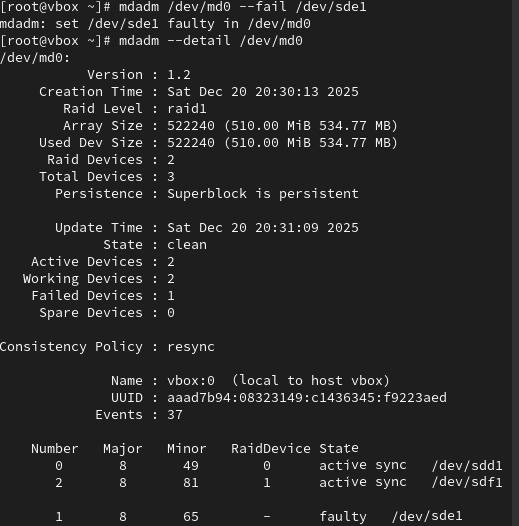 [root@vbox ~]# mdadm /dev/md0 --fail /dev/sde1
mdadm: set /dev/sde1 faulty in /dev/md0
[root@vbox ~]# mdadm --detail /dev/md0
/dev/md0:
Version : 1.2
Creation Time : Sat Dec 20 20:30:13 2025
Raid Level : raid1
Array Size : 522240 (510.00 MiB 534.77 MB)
Used Dev Size : 522240 (510.00 MiB 534.77 MB)
Raid Devices : 2
Total Devices : 3
Persistence : Superblock is persistent
Update Time : Sat Dec 20 20:31:09 2025
State : clean
Active Devices : 2
Working Devices : 2
Failed Devices : 1
Spare Devices : 0
Consistency Policy : resync
Name : vbox:0 (local to host vbox)
UUID : aaad7b94:08323149:c1436345:f9223aed
Events : 37
Number Major Minor RaidDevice State
0 8 49 0 active sync /dev/sdd1
2 8 81 1 active sync /dev/sdf1
1 8 65 - faulty /dev/sde1